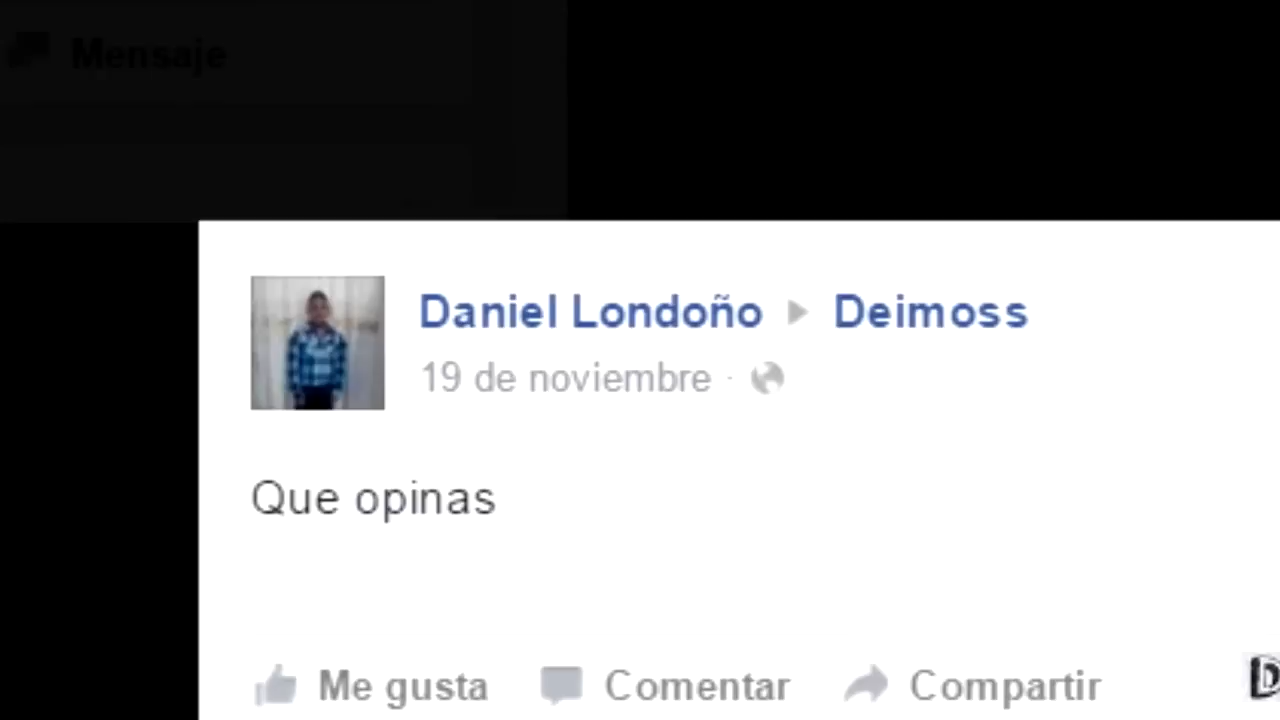 Mensaje
Daniel Londoño ▸ Deimoss
19 de noviembre ·
Que opinas
Me gusta Comentar Compartir